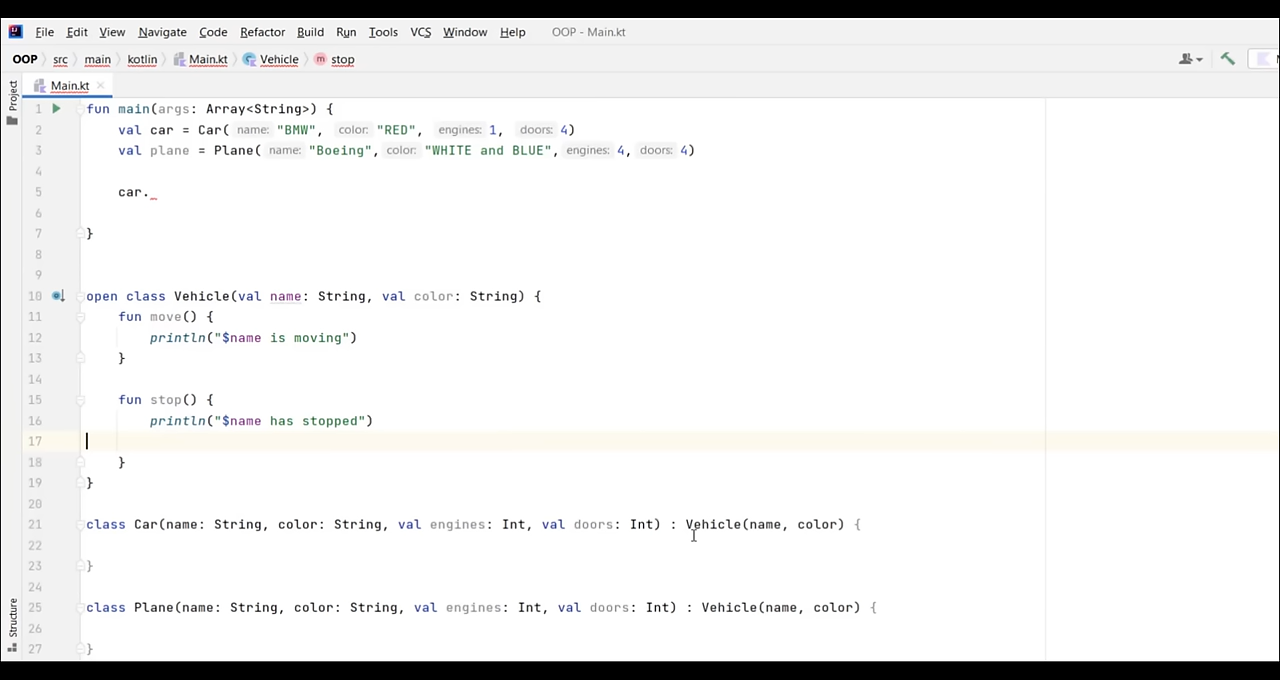 File Edit View Navigate Code Refactor Build Run Tools VCS Window Help OOP - Main.kt
OOP src main kotlin Main.kt Vehicle m stop
Main.kt
Project
1 fun main(args: Array<String>) {
2 val car = Car( name: "BMW", color: "RED", engines: 1, doors: 4)
3 val plane = Plane( name: "Boeing", color: "WHITE and BLUE", engines: 4, doors: 4)
4
5 car.
6
7 }
8
9
10 open class Vehicle(val name: String, val color: String) {
11 fun move() {
12 println("$name is moving")
13 }
14
15 fun stop() {
16 println("$name has stopped")
17
18 }
19 }
20
21 class Car(name: String, color: String, val engines: Int, val doors: Int) : Vehicle(name, color) {
22
23 }
24
25 class Plane(name: String, color: String, val engines: Int, val doors: Int) : Vehicle(name, color) {
26
27 }
Structure